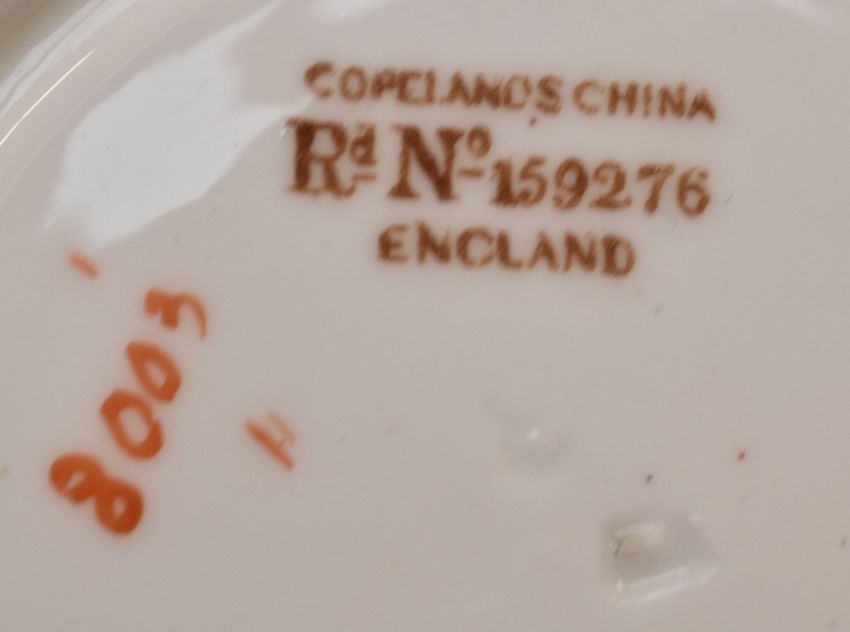 COPELANDS CHINA
Rd No 159276
ENGLAND
8003